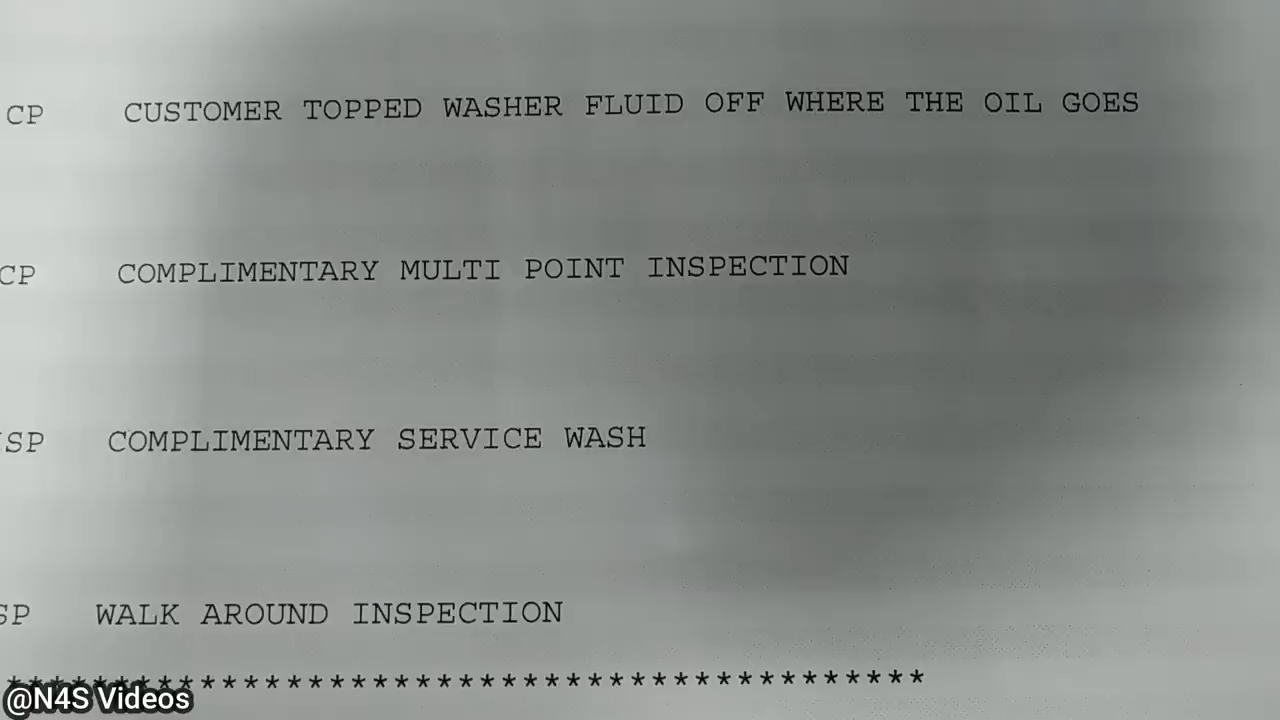 CP CUSTOMER TOPPED WASHER FLUID OFF WHERE THE OIL GOES
CP COMPLIMENTARY MULTI POINT INSPECTION
ISP COMPLIMENTARY SERVICE WASH
SP WALK AROUND INSPECTION
******************************************
@N4S Videos